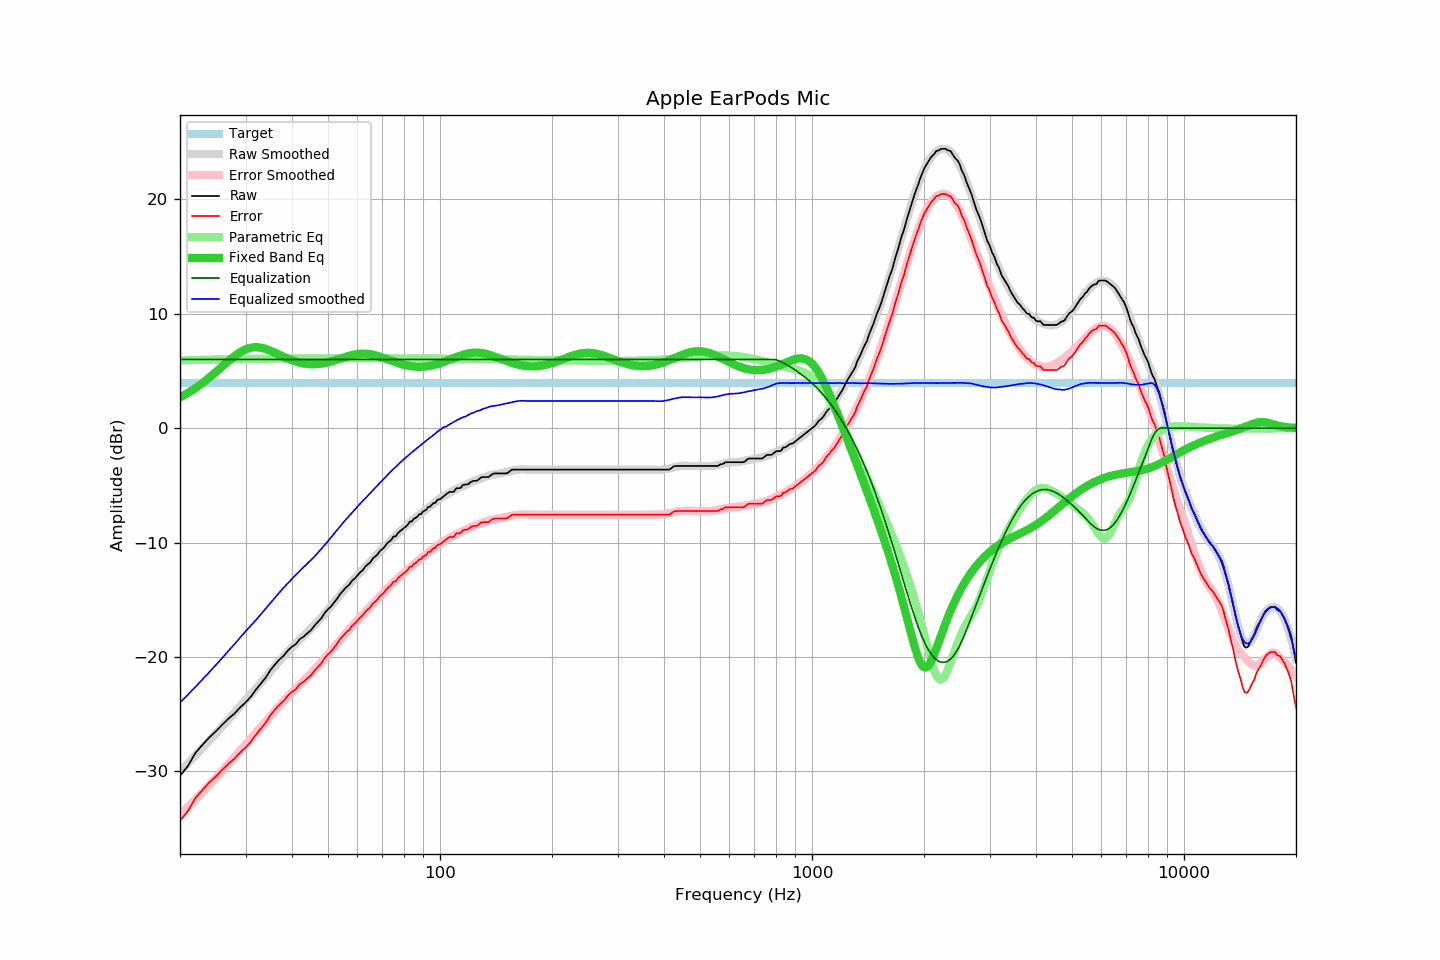 Apple EarPods Mic
Target
Raw Smoothed
Error Smoothed
Raw
Error
Parametric Eq
Fixed Band Eq
Equalization
Equalized smoothed
20
10
0
−10
−20
−30
Amplitude (dBr)
100
1000
10000
Frequency (Hz)